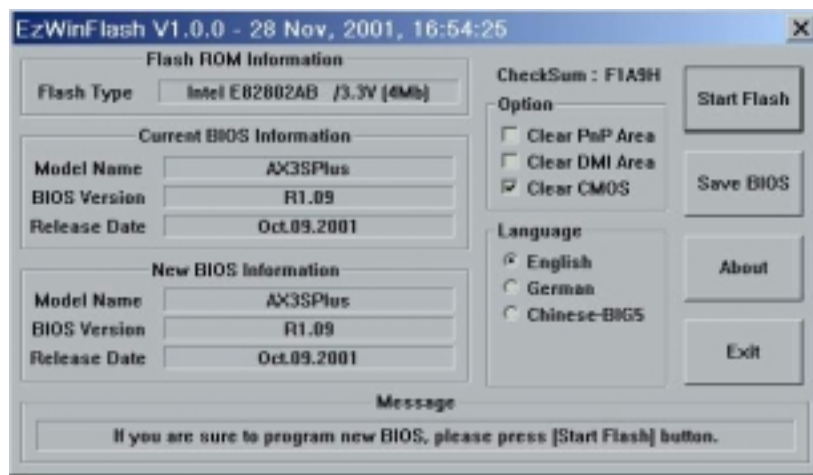 EzWinFlash V1.0.0 - 28 Nov, 2001, 16:54:25
Flash ROM Information
Flash Type Intel E82802AB /3.3V [4Mb]
Current BIOS Information
Model Name AX3SPlus
BIOS Version R1.09
Release Date Oct.09.2001
New BIOS Information
Model Name AX3SPlus
BIOS Version R1.09
Release Date Oct.09.2001
CheckSum : F1A9H
Option
Clear PnP Area
Clear DMI Area
Clear CMOS
Language
English
German
Chinese-BIG5
Start Flash
Save BIOS
About
Exit
Message
If you are sure to program new BIOS, please press [Start Flash] button.